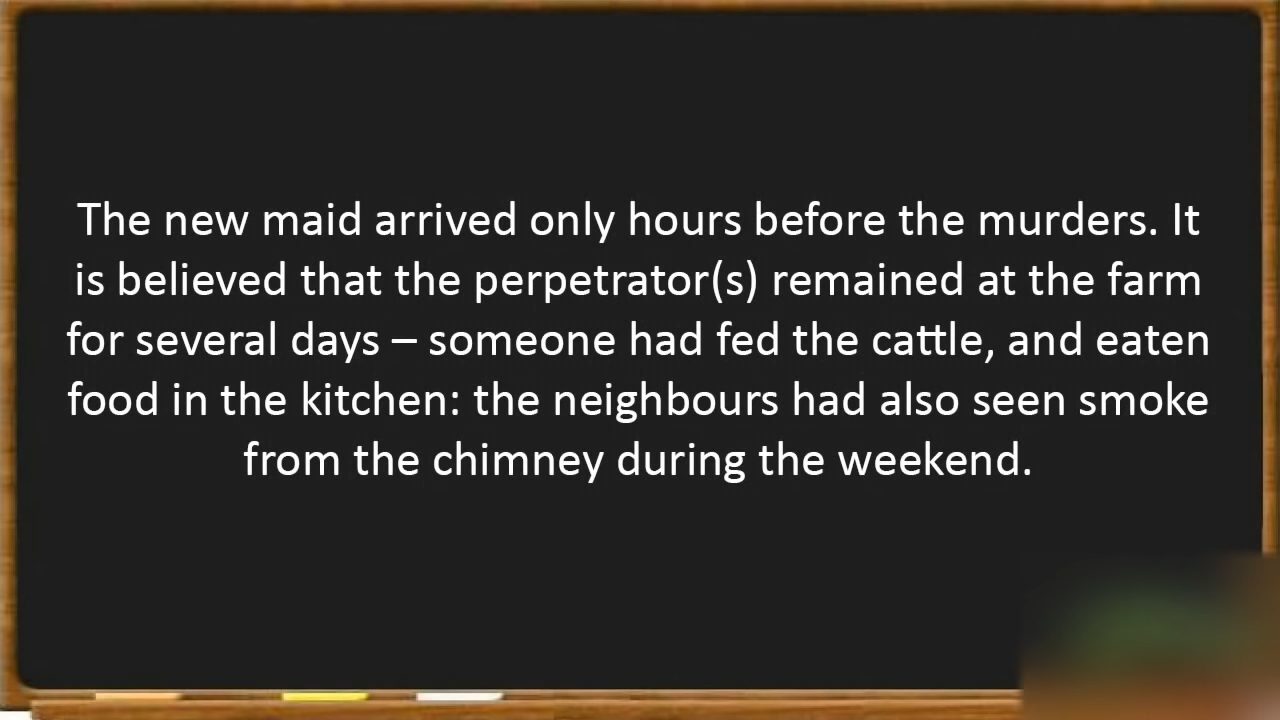 The new maid arrived only hours before the murders. It
is believed that the perpetrator(s) remained at the farm
for several days – someone had fed the cattle, and eaten
food in the kitchen: the neighbours had also seen smoke
from the chimney during the weekend.